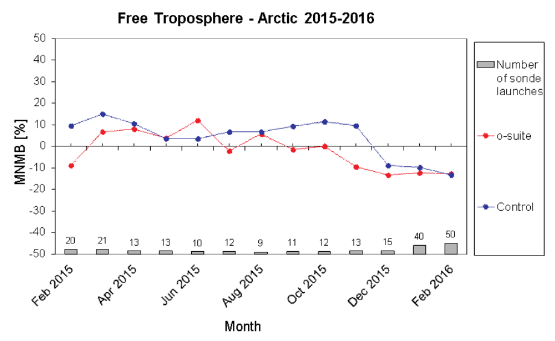 Free Troposphere - Arctic 2015-2016
50
40
30
20
10
0
-10
-20
-30
-40
-50
MNMB [%]
20 21 13 13 10 12 9 11 12 13 15 40 50
Feb 2015 Apr 2015 Jun 2015 Aug 2015 Oct 2015 Dec 2015 Feb 2016
Month
Number
of sonde
launches
o-suite
Control